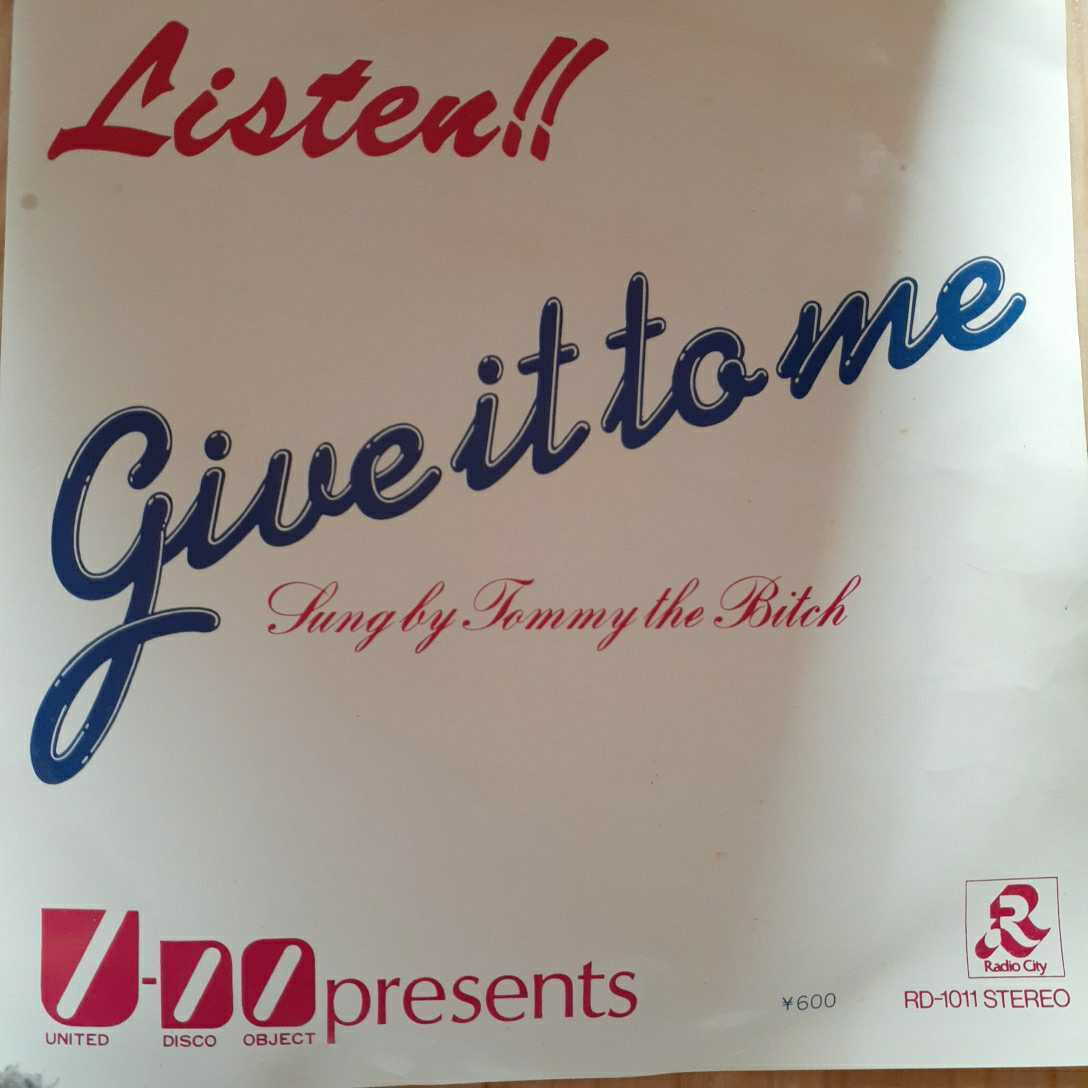 Listen!!
Give it to me
Sung by Tommy the Bitch
U-DO presents
UNITED DISCO OBJECT
R
Radio City
¥600
RD-1011 STEREO